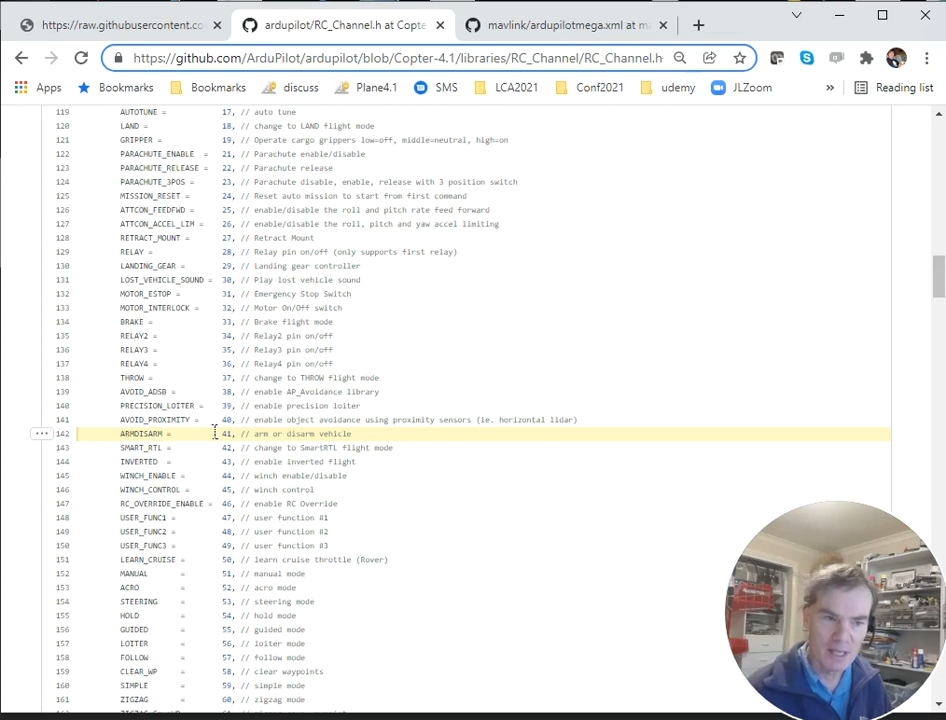 https://raw.githubusercontent.co
ardupilot/RC_Channel.h at Copte
mavlink/ardupilotmega.xml at m
https://github.com/ArduPilot/ardupilot/blob/Copter-4.1/libraries/RC_Channel/RC_Channel.h
Apps Bookmarks Bookmarks discuss Plane4.1 SMS LCA2021 Conf2021 udemy JLZoom » Reading list
119 AUTOTUNE = 17, // auto tune
120 LAND = 18, // change to LAND flight mode
121 GRIPPER = 19, // Operate cargo grippers low=off, middle=neutral, high=on
122 PARACHUTE_ENABLE = 21, // Parachute enable/disable
123 PARACHUTE_RELEASE = 22, // Parachute release
124 PARACHUTE_3POS = 23, // Parachute disable, enable, release with 3 position switch
125 MISSION_RESET = 24, // Reset auto mission to start from first command
126 ATTCON_FEEDFWD = 25, // enable/disable the roll and pitch rate feed forward
127 ATTCON_ACCEL_LIM = 26, // enable/disable the roll, pitch and yaw accel limiting
128 RETRACT_MOUNT = 27, // Retract Mount
129 RELAY = 28, // Relay pin on/off (only supports first relay)
130 LANDING_GEAR = 29, // Landing gear controller
131 LOST_VEHICLE_SOUND = 30, // Play lost vehicle sound
132 MOTOR_ESTOP = 31, // Emergency Stop Switch
133 MOTOR_INTERLOCK = 32, // Motor On/Off switch
134 BRAKE = 33, // Brake flight mode
135 RELAY2 = 34, // Relay2 pin on/off
136 RELAY3 = 35, // Relay3 pin on/off
137 RELAY4 = 36, // Relay4 pin on/off
138 THROW = 37, // change to THROW flight mode
139 AVOID_ADSB = 38, // enable AP_Avoidance library
140 PRECISION_LOITER = 39, // enable precision loiter
141 AVOID_PROXIMITY = 40, // enable object avoidance using proximity sensors (ie. horizontal lidar)
142 ARMDISARM = 41, // arm or disarm vehicle
143 SMART_RTL = 42, // change to SmartRTL flight mode
144 INVERTED = 43, // enable inverted flight
145 WINCH_ENABLE = 44, // winch enable/disable
146 WINCH_CONTROL = 45, // winch control
147 RC_OVERRIDE_ENABLE = 46, // enable RC Override
148 USER_FUNC1 = 47, // user function #1
149 USER_FUNC2 = 48, // user function #2
150 USER_FUNC3 = 49, // user function #3
151 LEARN_CRUISE = 50, // learn cruise throttle (Rover)
152 MANUAL = 51, // manual mode
153 ACRO = 52, // acro mode
154 STEERING = 53, // steering mode
155 HOLD = 54, // hold mode
156 GUIDED = 55, // guided mode
157 LOITER = 56, // loiter mode
158 FOLLOW = 57, // follow mode
159 CLEAR_WP = 58, // clear waypoints
160 SIMPLE = 59, // simple mode
161 ZIGZAG = 60, // zigzag mode